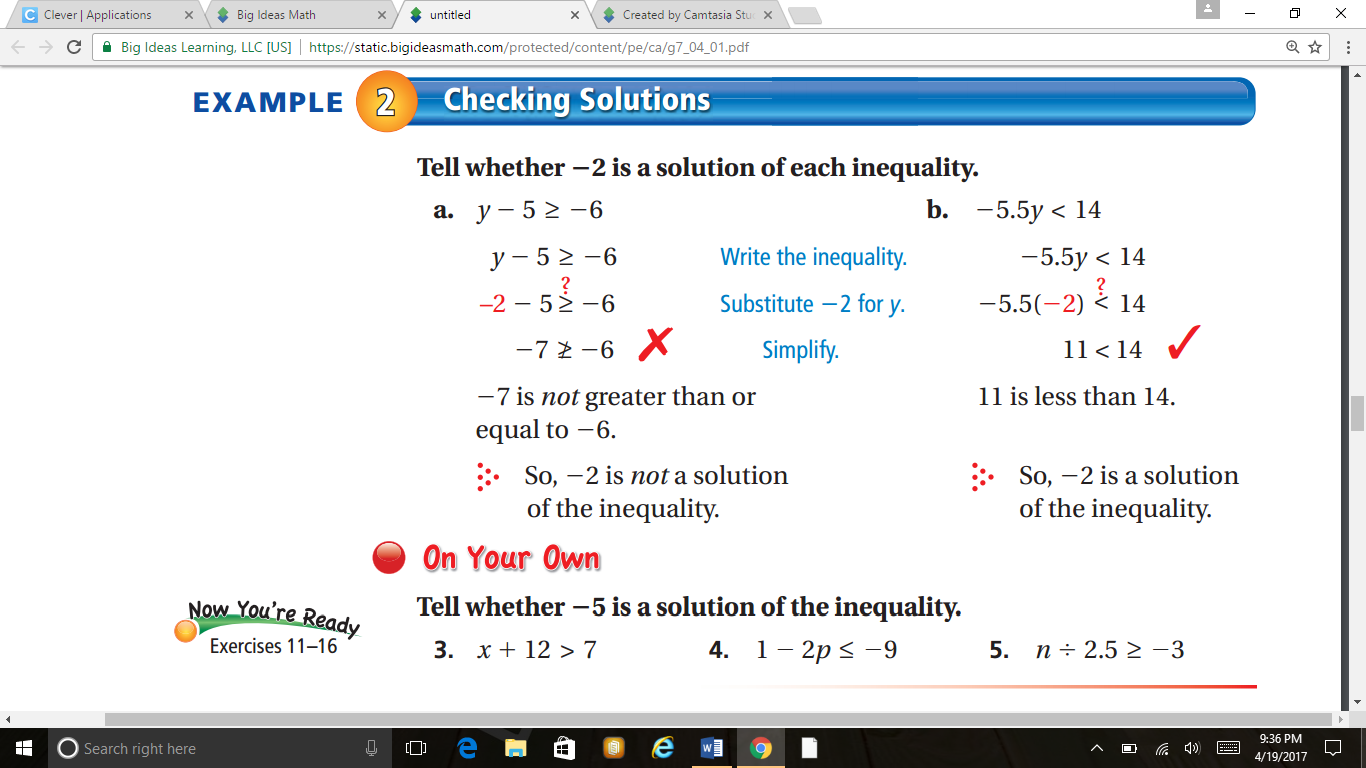 Clever | Applications
Big Ideas Math
untitled
Created by Camtasia Stu
Big Ideas Learning, LLC [US] | https://static.bigideasmath.com/protected/content/pe/ca/g7_04_01.pdf
EXAMPLE 2 Checking Solutions
Tell whether −2 is a solution of each inequality.
a. y − 5 ≥ −6 b. −5.5y < 14
y − 5 ≥ −6 Write the inequality. −5.5y < 14
? ?
−2 − 5 ≥ −6 Substitute −2 for y. −5.5(−2) < 14
−7 ≱ −6 ✗ Simplify. 11 < 14 ✓
−7 is not greater than or 11 is less than 14.
equal to −6.
So, −2 is not a solution So, −2 is a solution
of the inequality. of the inequality.
On Your Own
Now You're Ready
Exercises 11–16
Tell whether −5 is a solution of the inequality.
3. x + 12 > 7 4. 1 − 2p ≤ −9 5. n ÷ 2.5 ≥ −3
Search right here
9:36 PM
4/19/2017